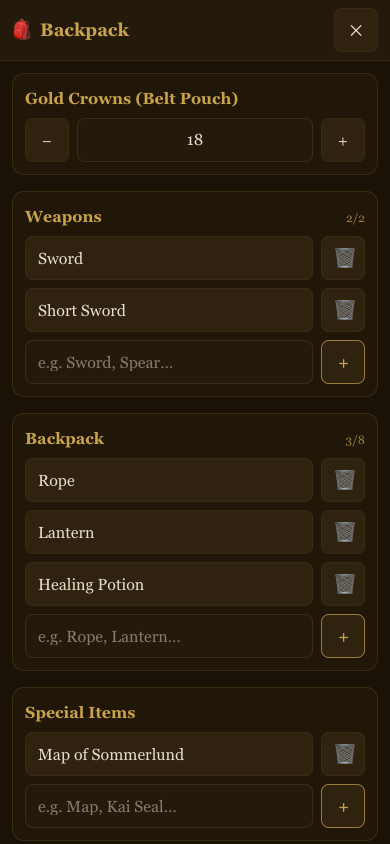 Backpack
Gold Crowns (Belt Pouch)
− 18 +
Weapons 2/2
Sword
Short Sword
e.g. Sword, Spear... +
Backpack 3/8
Rope
Lantern
Healing Potion
e.g. Rope, Lantern... +
Special Items
Map of Sommerlund
e.g. Map, Kai Seal... +